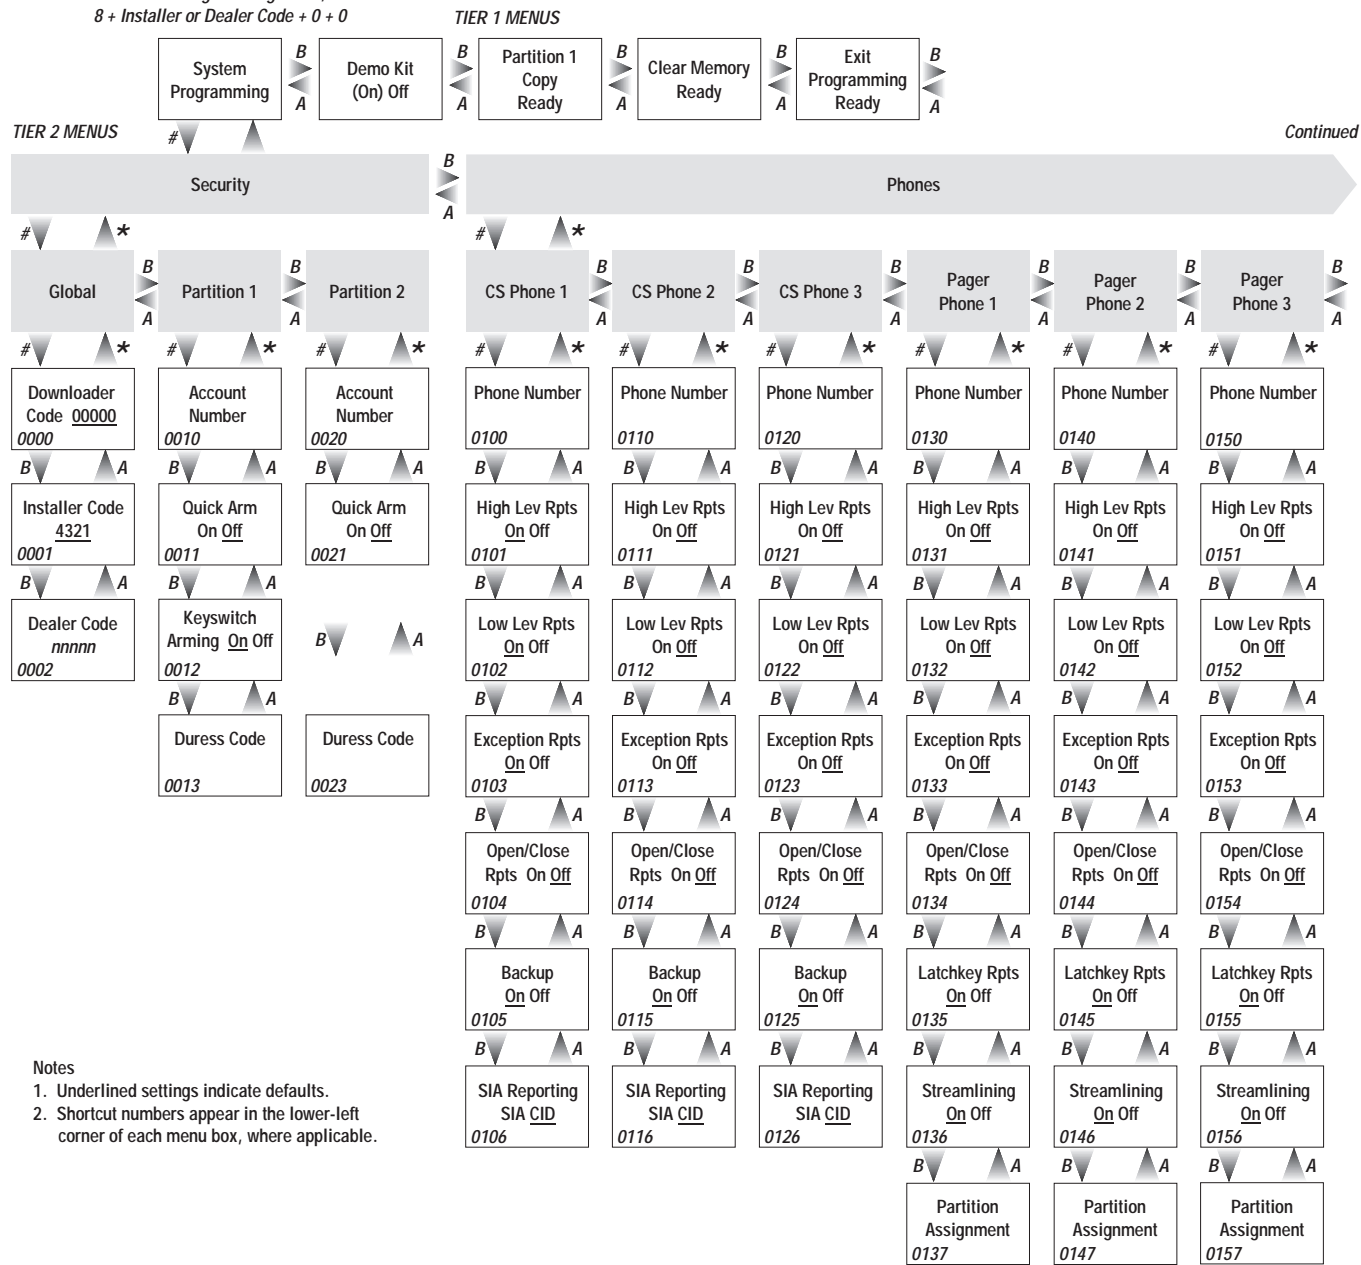 8 + Installer or Dealer Code + 0 + 0
TIER 1 MENUS
System
Programming
B
A
Demo Kit
(On) Off
B
A
Partition 1
Copy
Ready
B
A
Clear Memory
Ready
B
A
Exit
Programming
Ready
B
A
TIER 2 MENUS
#
Continued
Security
B
A
Phones
# *
# *
Global
B
A
Partition 1
B
A
Partition 2
CS Phone 1
B
A
CS Phone 2
B
A
CS Phone 3
B
A
Pager
Phone 1
B
A
Pager
Phone 2
B
A
Pager
Phone 3
B
A
# * # * # * # * # * # * # * # * # *
Downloader
Code 00000
0000
Account
Number
0010
Account
Number
0020
Phone Number
0100
Phone Number
0110
Phone Number
0120
Phone Number
0130
Phone Number
0140
Phone Number
0150
B A B A B A B A B A B A B A B A B A
Installer Code
4321
0001
Quick Arm
On Off
0011
Quick Arm
On Off
0021
High Lev Rpts
On Off
0101
High Lev Rpts
On Off
0111
High Lev Rpts
On Off
0121
High Lev Rpts
On Off
0131
High Lev Rpts
On Off
0141
High Lev Rpts
On Off
0151
B A B A B A B A B A B A B A B A
Dealer Code
nnnnn
0002
Keyswitch
Arming On Off
0012
B A
Low Lev Rpts
On Off
0102
Low Lev Rpts
On Off
0112
Low Lev Rpts
On Off
0122
Low Lev Rpts
On Off
0132
Low Lev Rpts
On Off
0142
Low Lev Rpts
On Off
0152
B A B A B A B A B A B A B A
Duress Code
0013
Duress Code
0023
Exception Rpts
On Off
0103
Exception Rpts
On Off
0113
Exception Rpts
On Off
0123
Exception Rpts
On Off
0133
Exception Rpts
On Off
0143
Exception Rpts
On Off
0153
B A B A B A B A B A B A
Open/Close
Rpts On Off
0104
Open/Close
Rpts On Off
0114
Open/Close
Rpts On Off
0124
Open/Close
Rpts On Off
0134
Open/Close
Rpts On Off
0144
Open/Close
Rpts On Off
0154
B A B A B A B A B A B A
Backup
On Off
0105
Backup
On Off
0115
Backup
On Off
0125
Latchkey Rpts
On Off
0135
Latchkey Rpts
On Off
0145
Latchkey Rpts
On Off
0155
B A B A B A B A B A B A
SIA Reporting
SIA CID
0106
SIA Reporting
SIA CID
0116
SIA Reporting
SIA CID
0126
Streamlining
On Off
0136
Streamlining
On Off
0146
Streamlining
On Off
0156
B A B A B A
Partition
Assignment
0137
Partition
Assignment
0147
Partition
Assignment
0157
Notes
1. Underlined settings indicate defaults.
2. Shortcut numbers appear in the lower-left
corner of each menu box, where applicable.